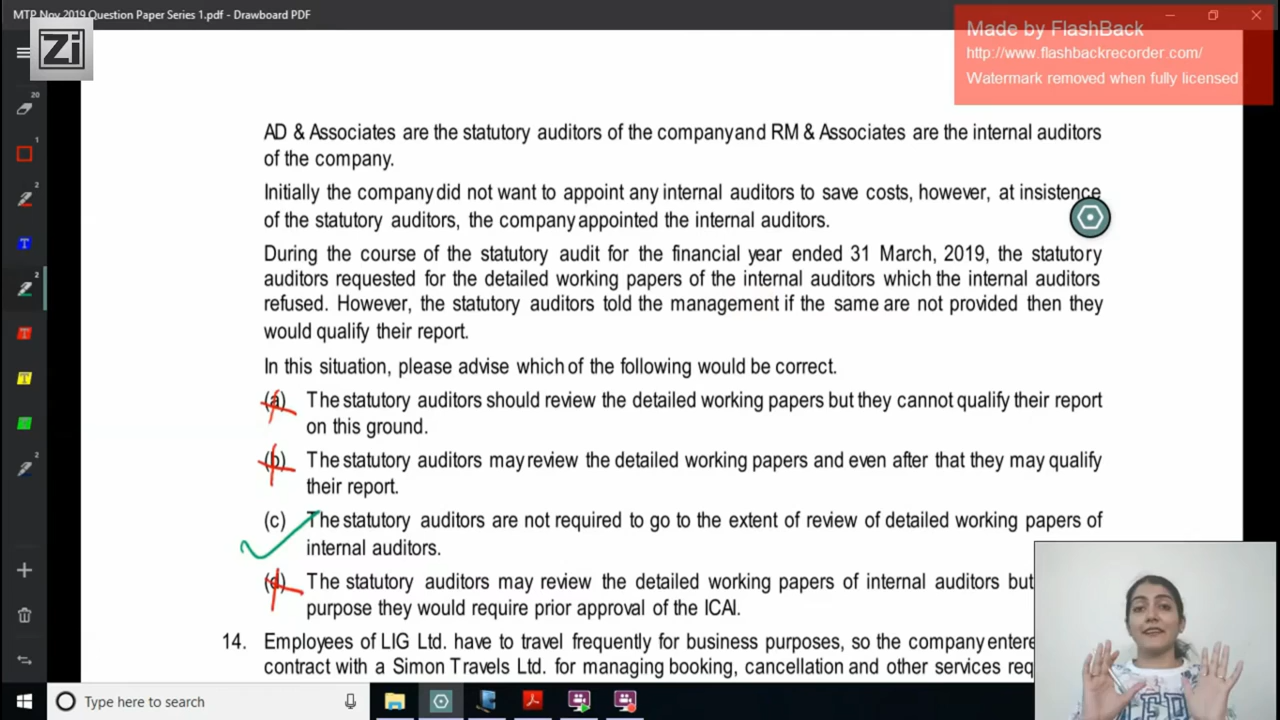 MTP Nov 2019 Question Paper Series 1.pdf - Drawboard PDF
Zi
Made by FlashBack
http://www.flashbackrecorder.com/
Watermark removed when fully licensed
AD & Associates are the statutory auditors of the company and RM & Associates are the internal auditors
of the company.
Initially the company did not want to appoint any internal auditors to save costs, however, at insistence
of the statutory auditors, the company appointed the internal auditors.
During the course of the statutory audit for the financial year ended 31 March, 2019, the statutory
auditors requested for the detailed working papers of the internal auditors which the internal auditors
refused. However, the statutory auditors told the management if the same are not provided then they
would qualify their report.
In this situation, please advise which of the following would be correct.
(a) The statutory auditors should review the detailed working papers but they cannot qualify their report
on this ground.
(b) The statutory auditors may review the detailed working papers and even after that they may qualify
their report.
(c) The statutory auditors are not required to go to the extent of review of detailed working papers of
internal auditors.
(d) The statutory auditors may review the detailed working papers of internal auditors but
purpose they would require prior approval of the ICAI.
14. Employees of LIG Ltd. have to travel frequently for business purposes, so the company entere
contract with a Simon Travels Ltd. for managing booking, cancellation and other services req
20
1
2
T
2
T
T
2
Type here to search